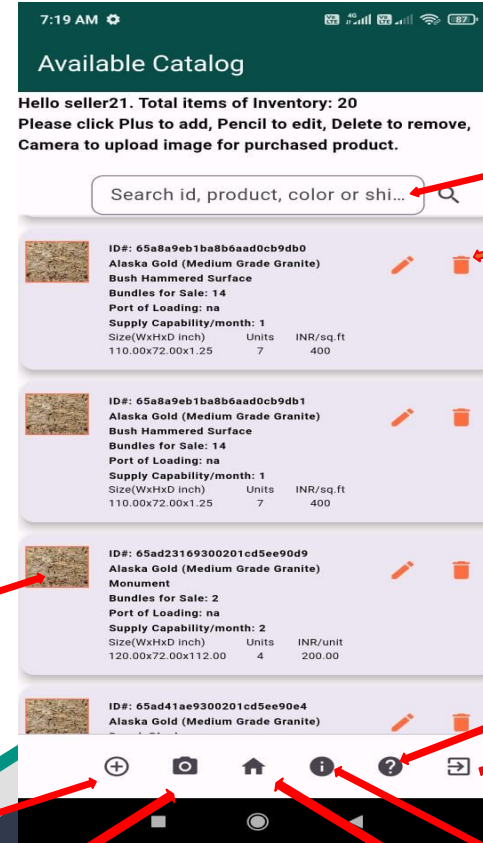 7:19 AM
4G
87
Available Catalog
Hello seller21. Total items of Inventory: 20
Please click Plus to add, Pencil to edit, Delete to remove,
Camera to upload image for purchased product.
Search id, product, color or shi...
ID#: 65a8a9eb1ba8b6aad0cb9db0
Alaska Gold (Medium Grade Granite)
Bush Hammered Surface
Bundles for Sale: 14
Port of Loading: na
Supply Capability/month: 1
Size(WxHxD inch) Units INR/sq.ft
110.00x72.00x1.25 7 400
ID#: 65a8a9eb1ba8b6aad0cb9db1
Alaska Gold (Medium Grade Granite)
Bush Hammered Surface
Bundles for Sale: 14
Port of Loading: na
Supply Capability/month: 1
Size(WxHxD inch) Units INR/sq.ft
110.00x72.00x1.25 7 400
ID#: 65ad23169300201cd5ee90d9
Alaska Gold (Medium Grade Granite)
Monument
Bundles for Sale: 2
Port of Loading: na
Supply Capability/month: 2
Size(WxHxD inch) Units INR/unit
120.00x72.00x112.00 4 200.00
ID#: 65ad41ae9300201cd5ee90e4
Alaska Gold (Medium Grade Granite)